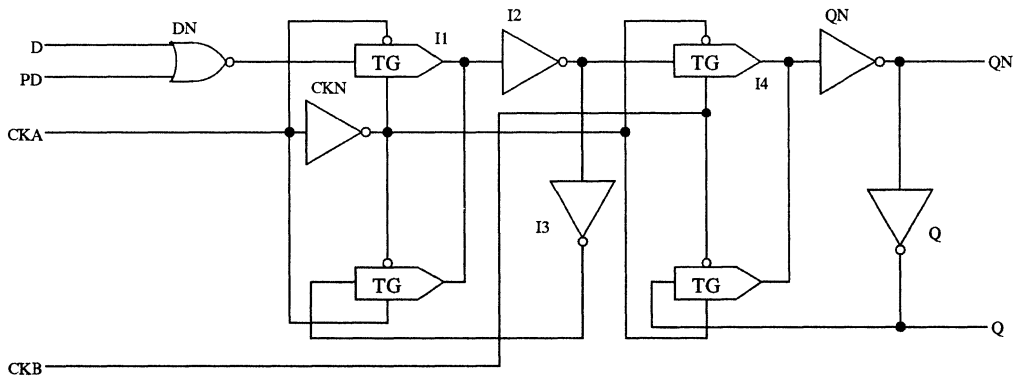 DN
I2
QN
D
I1
TG
TG
QN
PD
CKN
I4
CKA
I3
Q
TG
TG
Q
CKB